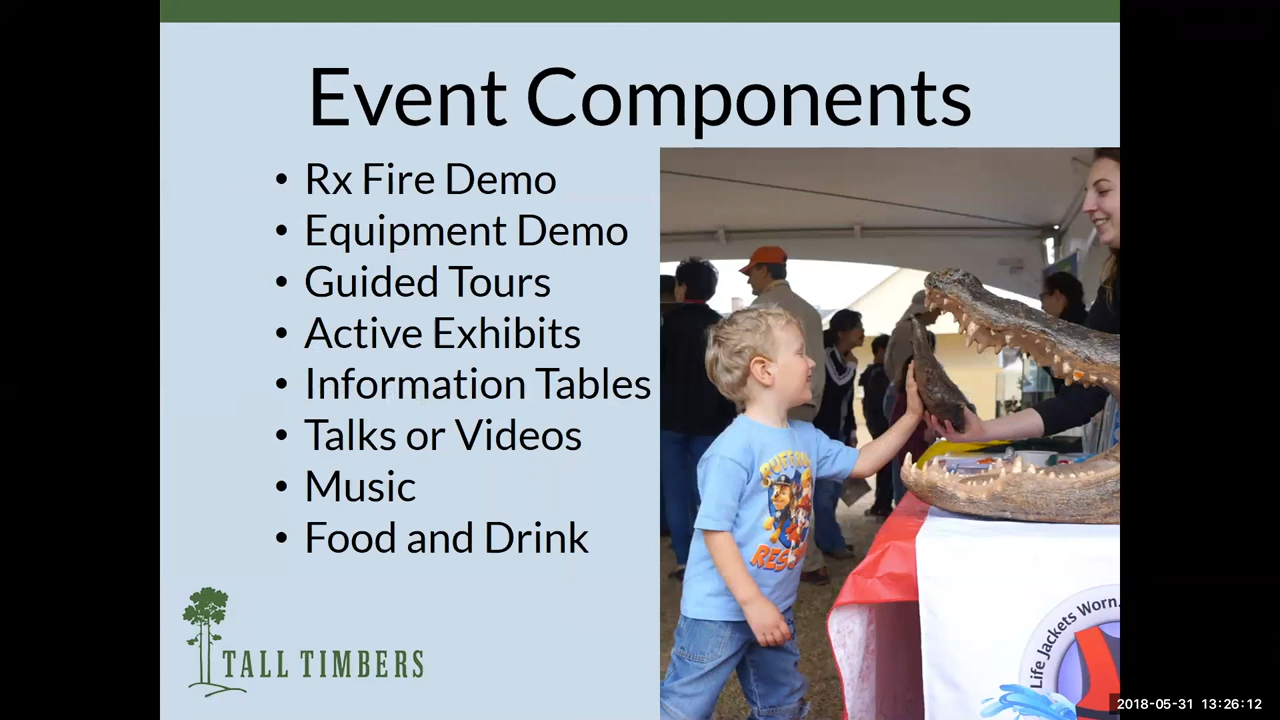 Event Components
• Rx Fire Demo
• Equipment Demo
• Guided Tours
• Active Exhibits
• Information Tables
• Talks or Videos
• Music
• Food and Drink
TALL TIMBERS
Life Jackets Worn.
2018-05-31 13:26:12